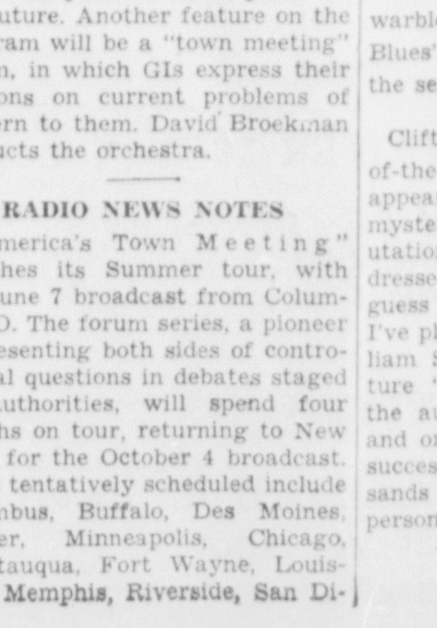 uture. Another feature on the
ram will be a "town meeting"
n, in which GIs express their
ons on current problems of
ern to them. David Broekman
ucts the orchestra.
RADIO NEWS NOTES
merica's Town Meeting"
hes its Summer tour, with
une 7 broadcast from Colum-
O. The forum series, a pioneer
esenting both sides of contro-
al questions in debates staged
uthorities, will spend four
hs on tour, returning to New
for the October 4 broadcast.
tentatively scheduled include
mbus, Buffalo, Des Moines,
er, Minneapolis, Chicago,
tauqua, Fort Wayne, Louis-
Memphis, Riverside, San Di-
warbl
Blues'
the se
Clift
of-the
appea
myste
utation
dresse
guess
I've pl
liam S
ture "
the au
and or
succes
sands
person